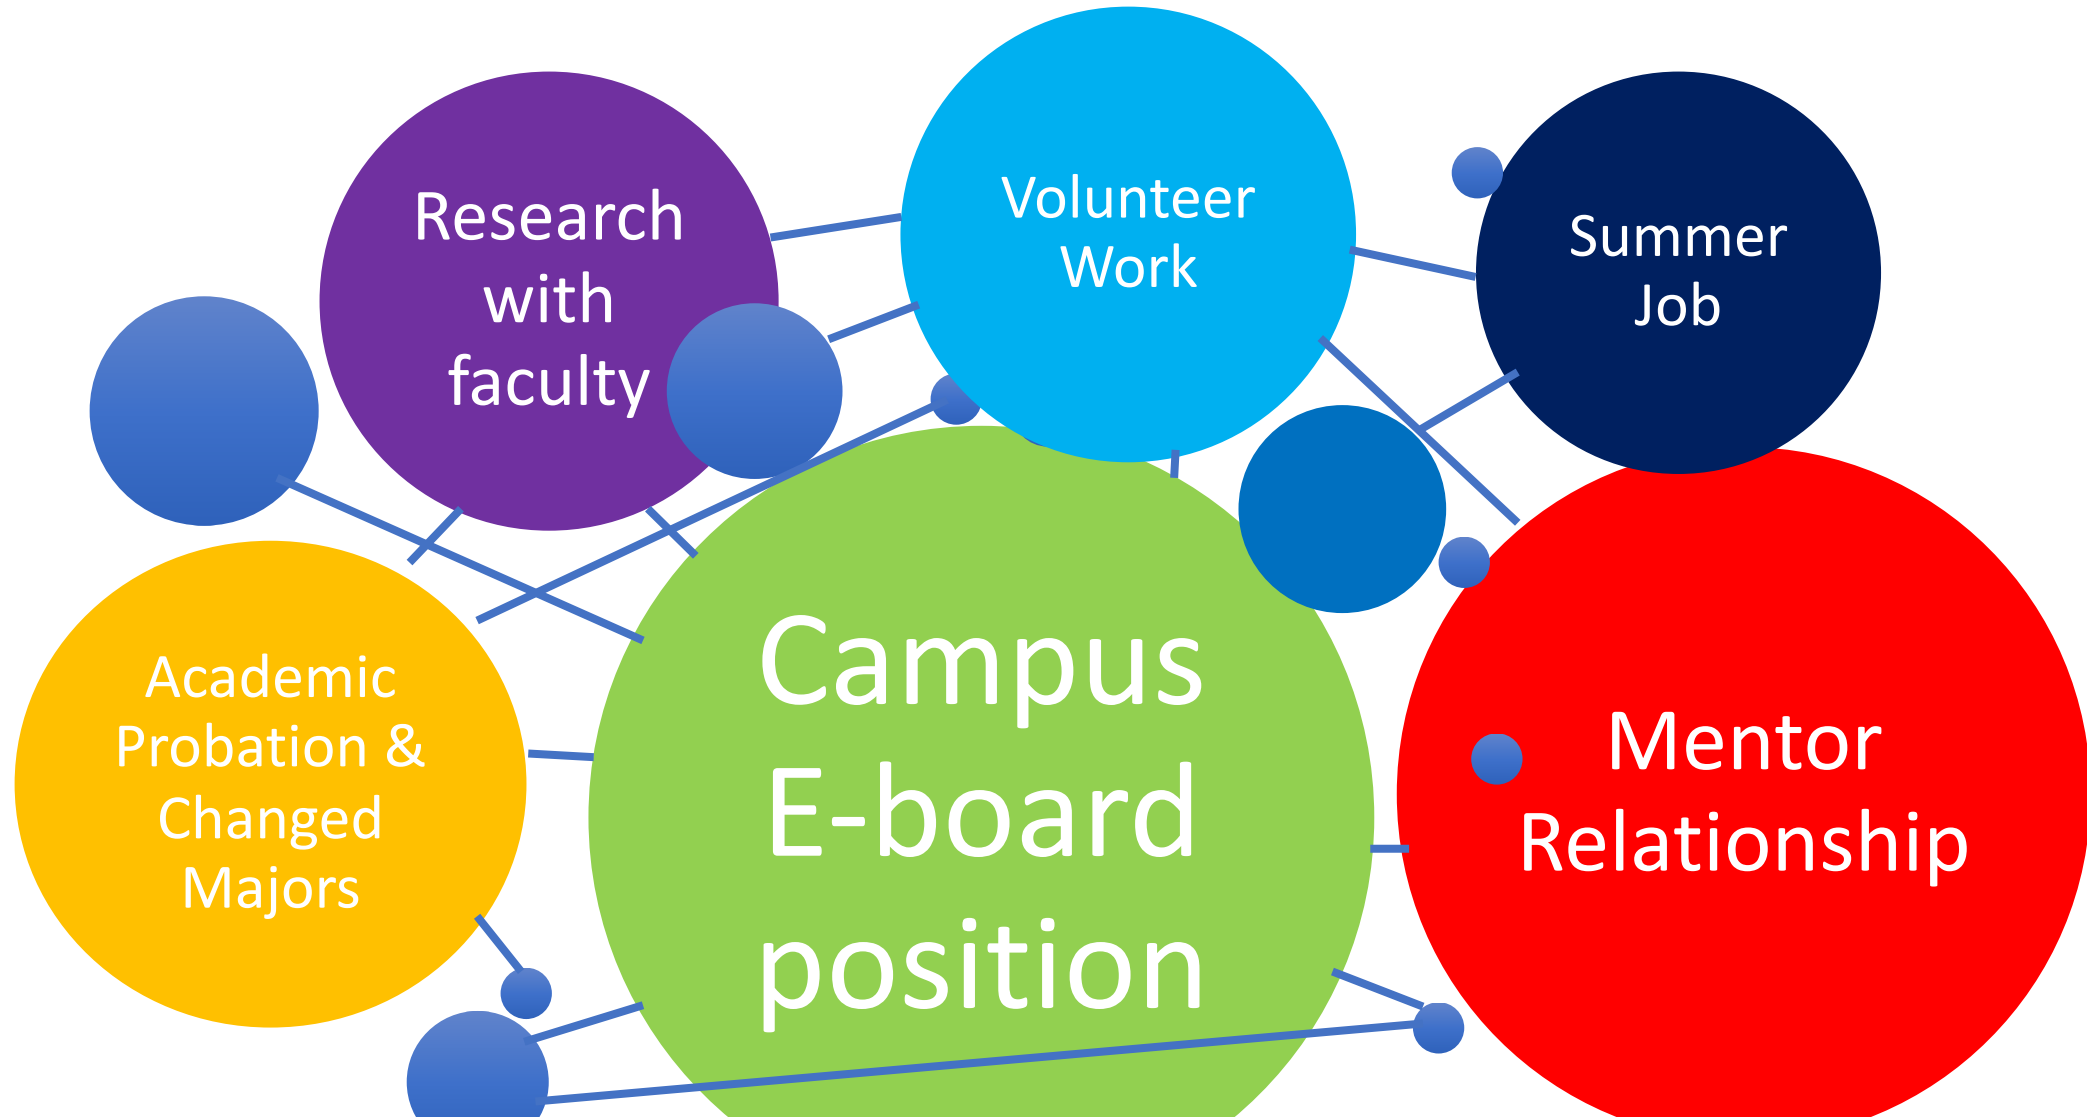 Research
with
faculty
Volunteer
Work
Summer
Job
Academic
Probation &
Changed
Majors
Campus
E-board
position
Mentor
Relationship